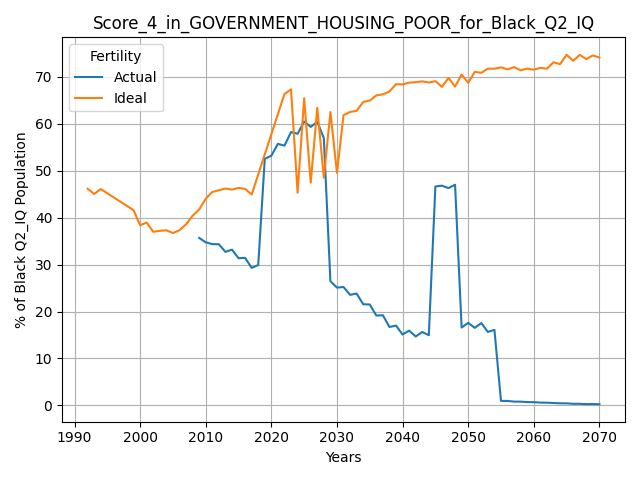 Score_4_in_GOVERNMENT_HOUSING_POOR_for_Black_Q2_IQ
Fertility
Actual
Ideal
% of Black Q2_IQ Population
70
60
50
40
30
20
10
0
1990
2000
2010
2020
2030
2040
2050
2060
2070
Years